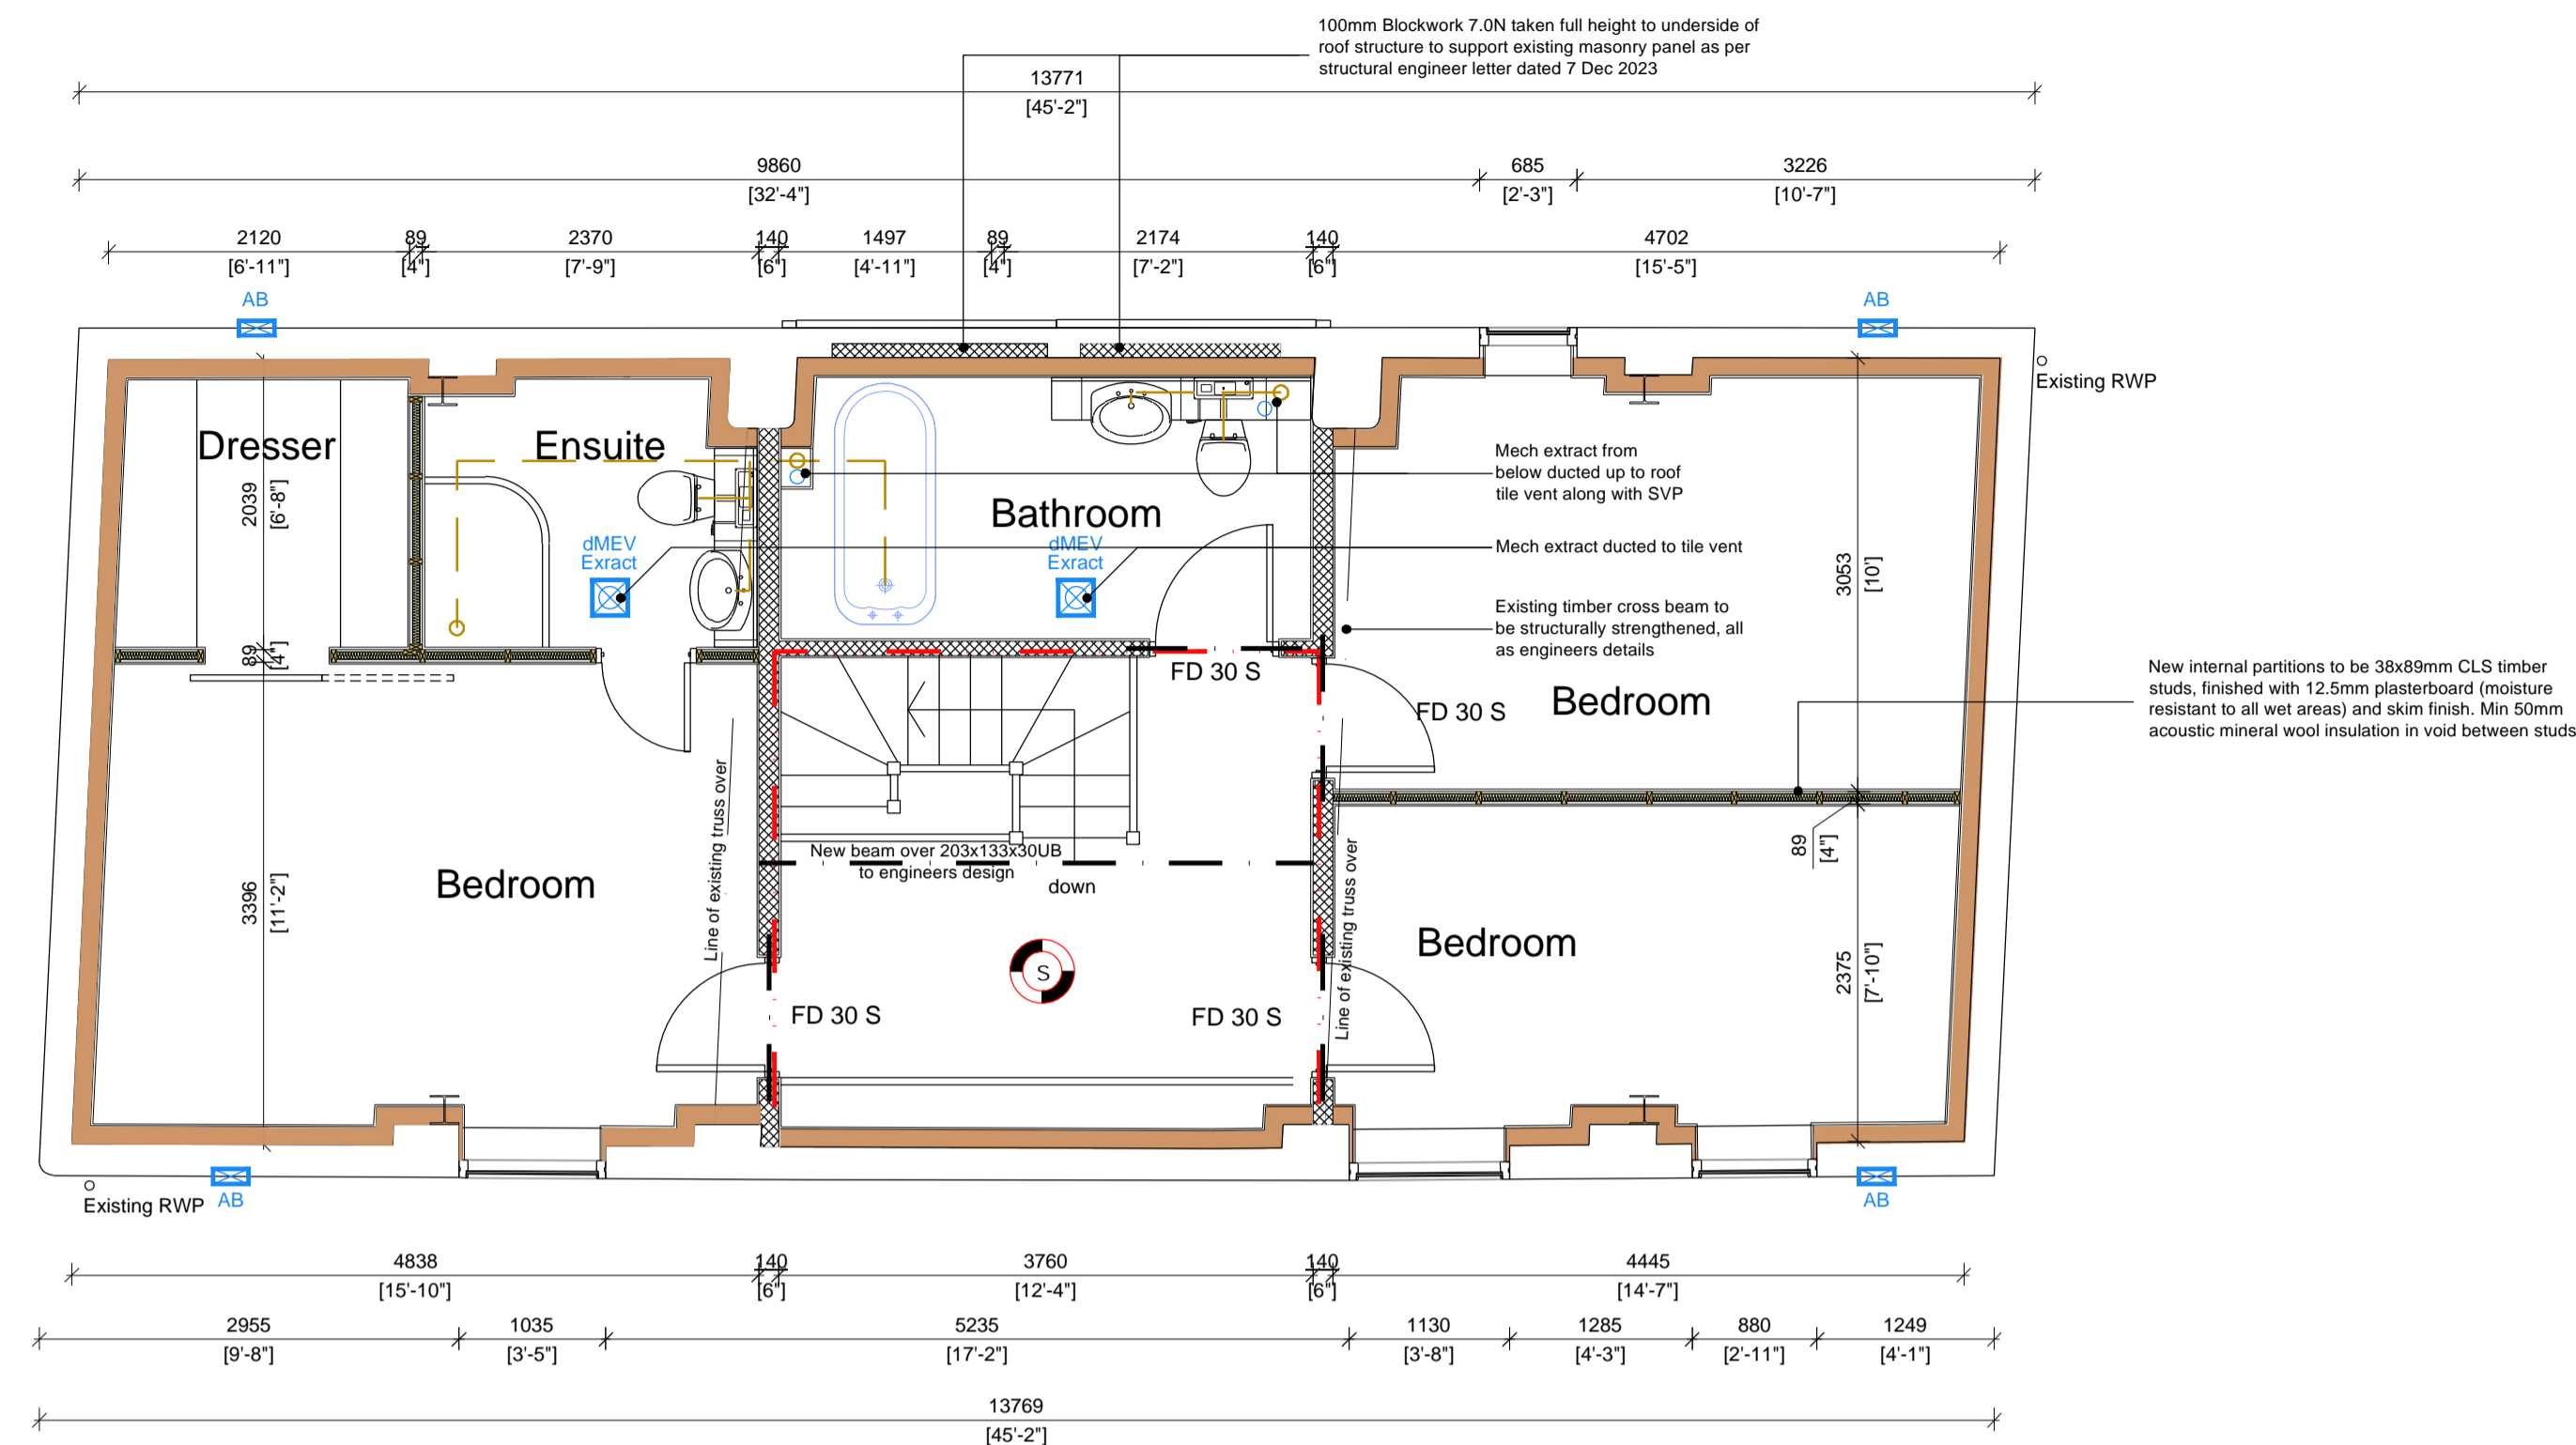 100mm Blockwork 7.0N taken full height to underside of
roof structure to support existing masonry panel as per
structural engineer letter dated 7 Dec 2023
13771
[45'-2"]
9860
[32'-4"]
685
[2'-3"]
3226
[10'-7"]
2120
[6'-11"]
89
[4"]
2370
[7'-9"]
140
[6"]
1497
[4'-11"]
89
[4"]
2174
[7'-2"]
140
[6"]
4702
[15'-5"]
AB
AB
Existing RWP
Dresser
Ensuite
Bathroom
2039
[6'-8"]
dMEV
Exract
dMEV
Exract
Mech extract from
below ducted up to roof
tile vent along with SVP
Mech extract ducted to tile vent
Existing timber cross beam to
be structurally strengthened, all
as engineers details
3053
[10']
89
[4"]
FD 30 S
FD 30 S
Bedroom
New internal partitions to be 38x89mm CLS timber
studs, finished with 12.5mm plasterboard (moisture
resistant to all wet areas) and skim finish. Min 50mm
acoustic mineral wool insulation in void between studs
Line of existing truss over
New beam over 203x133x30UB
to engineers design
down
Line of existing truss over
89
[4"]
Bedroom
3396
[11'-2"]
Bedroom
2375
[7'-10"]
S
FD 30 S
FD 30 S
Existing RWP
AB
AB
4838
[15'-10"]
140
[6"]
3760
[12'-4"]
140
[6"]
4445
[14'-7"]
2955
[9'-8"]
1035
[3'-5"]
5235
[17'-2"]
1130
[3'-8"]
1285
[4'-3"]
880
[2'-11"]
1249
[4'-1"]
13769
[45'-2"]